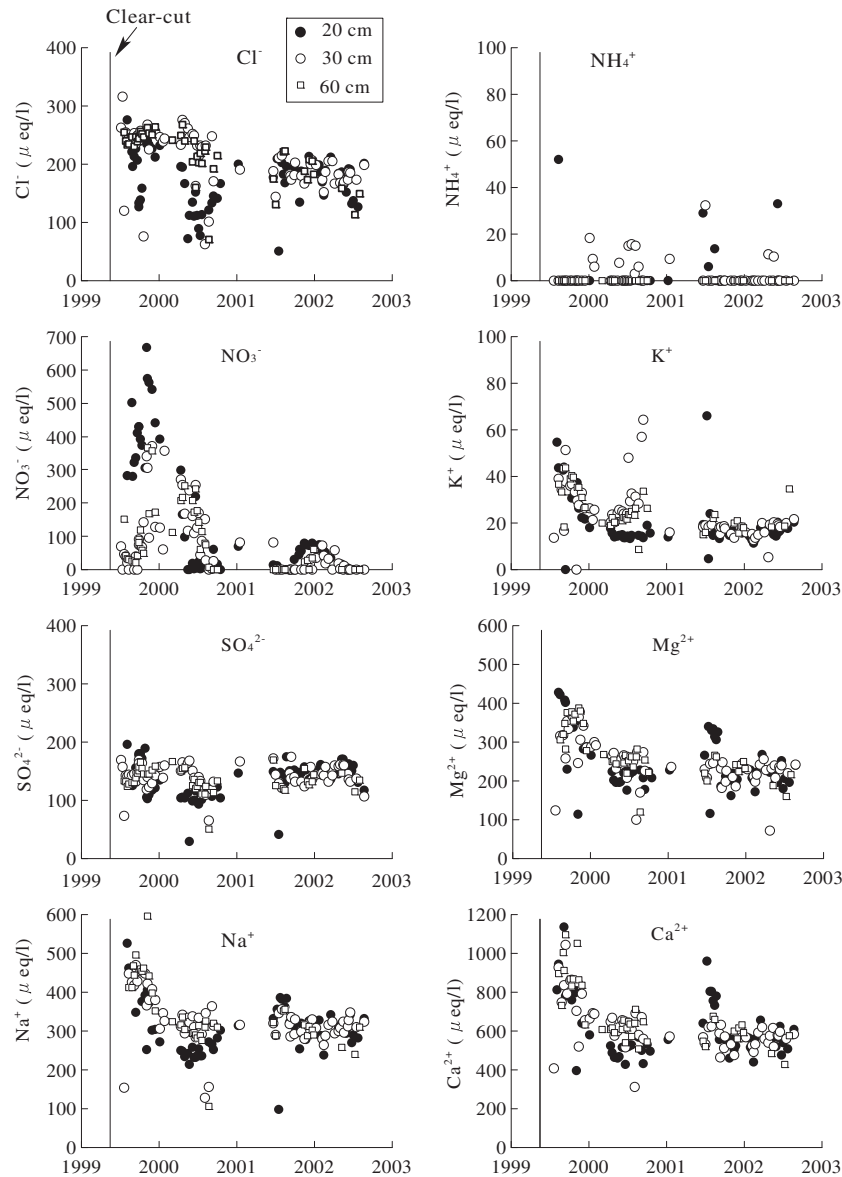 Clear-cut
20 cm
30 cm
60 cm
Cl⁻
Cl⁻ ( μ eq/l)
400
300
200
100
0
1999 2000 2001 2002 2003
NH₄⁺
NH₄⁺ ( μ eq/l)
100
80
60
40
20
0
1999 2000 2001 2002 2003
NO₃⁻
NO₃⁻ ( μ eq/l)
700
600
500
400
300
200
100
0
1999 2000 2001 2002 2003
K⁺
K⁺ ( μ eq/l)
100
80
60
40
20
0
1999 2000 2001 2002 2003
SO₄²⁻
SO₄²⁻ ( μ eq/l)
400
300
200
100
0
1999 2000 2001 2002 2003
Mg²⁺
Mg²⁺ ( μ eq/l)
600
500
400
300
200
100
0
1999 2000 2001 2002 2003
Na⁺
Na⁺ ( μ eq/l)
600
500
400
300
200
100
0
1999 2000 2001 2002 2003
Ca²⁺
Ca²⁺ ( μ eq/l)
1200
1000
800
600
400
200
0
1999 2000 2001 2002 2003